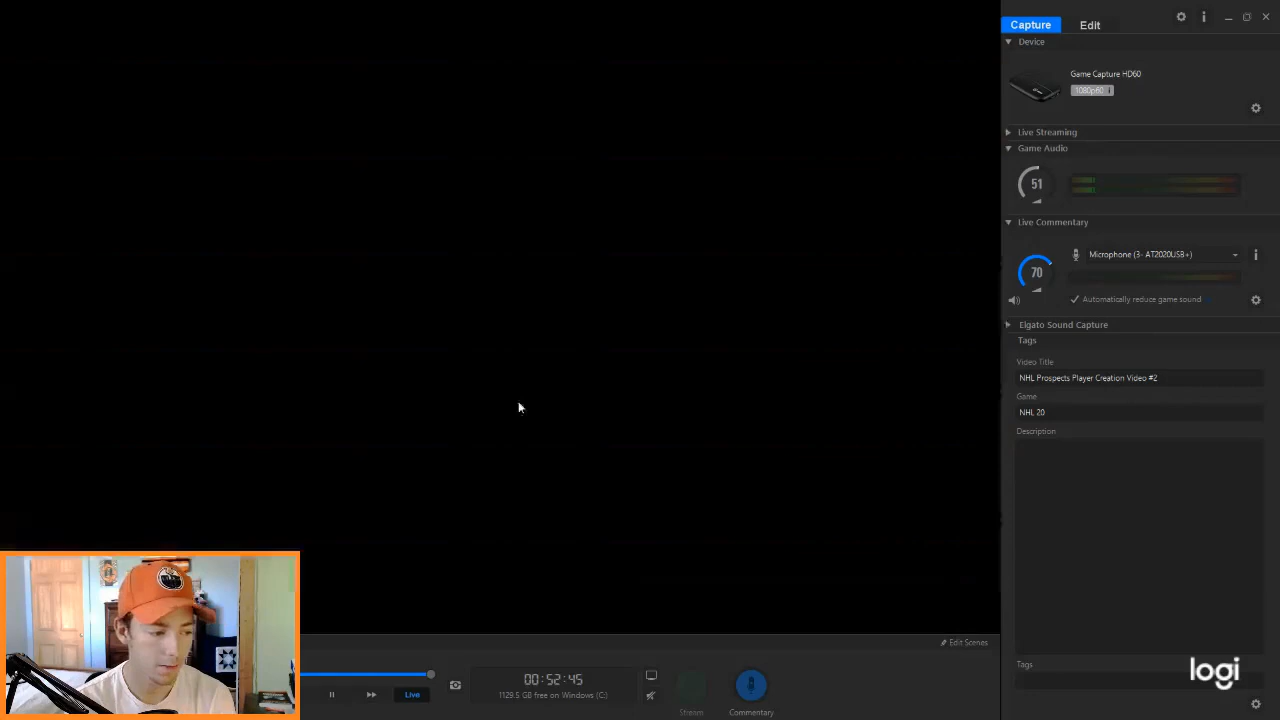 Capture Edit
Device
Game Capture HD60
1080p60
Live Streaming
Game Audio
51
Live Commentary
Microphone (3- AT2020USB+)
70
Automatically reduce game sound
Elgato Sound Capture
Tags
Video Title
NHL Prospects Player Creation Video #2
Game
NHL 20
Description
Edit Scenes
Tags
logi
00:52:45
1129.5 GB free on Windows (C:)
Live
Stream
Commentary